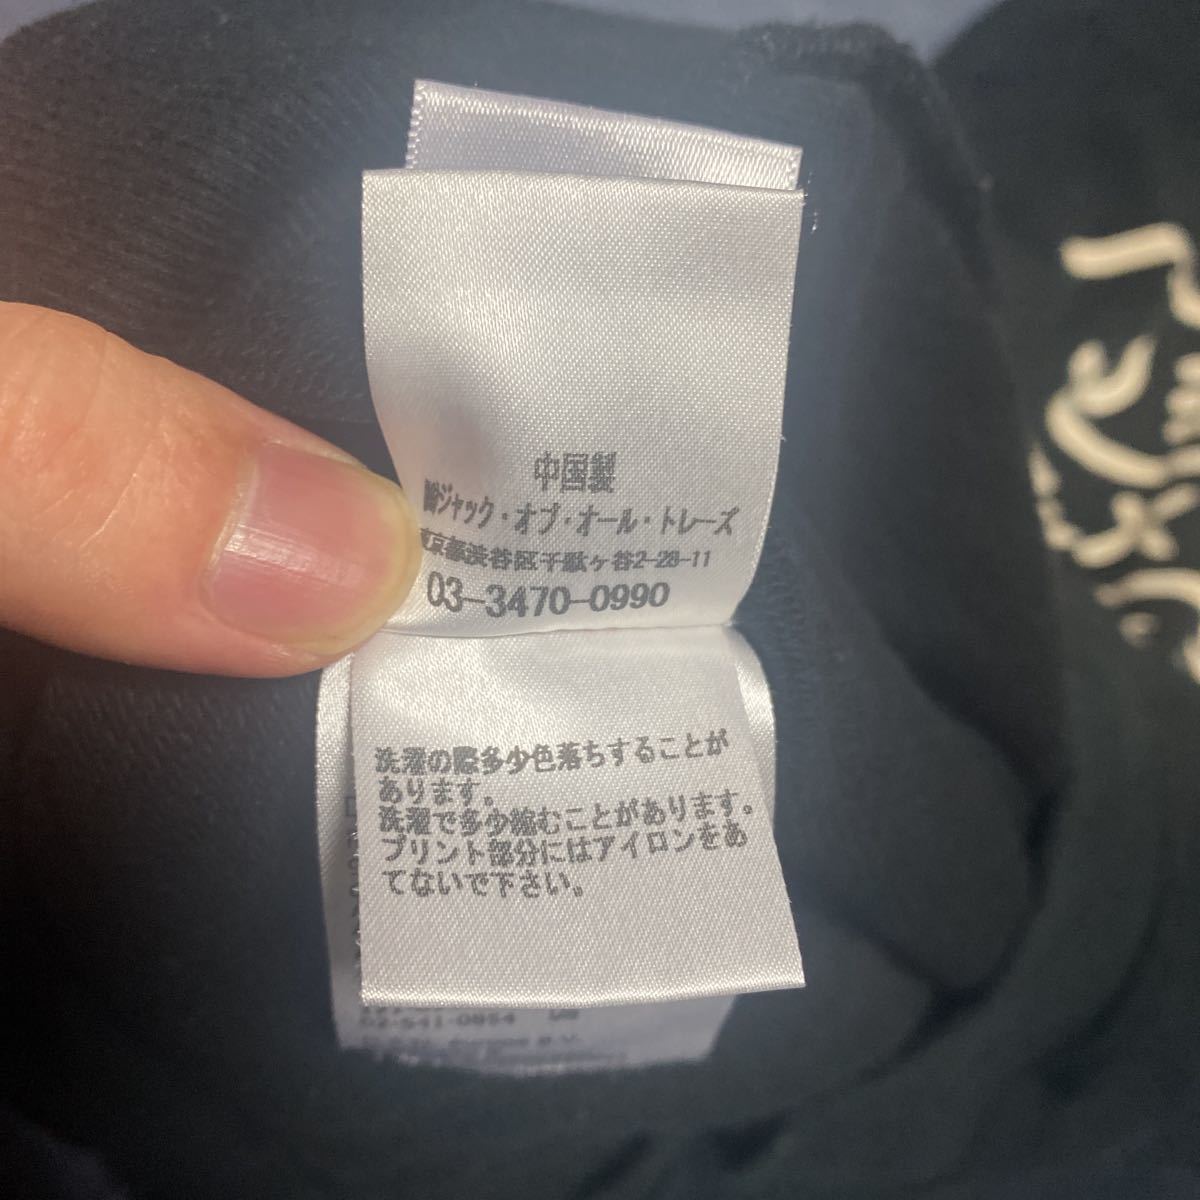 中国製
㈱ジャック・オブ・オール・トレーズ
東京都渋谷区千駄ヶ谷2-28-11
03-3470-0990
洗濯の際多少色落ちすることが
あります。
洗濯で多少縮むことがあります。
プリント部分にはアイロンをあ
てないで下さい。
02-541-0854